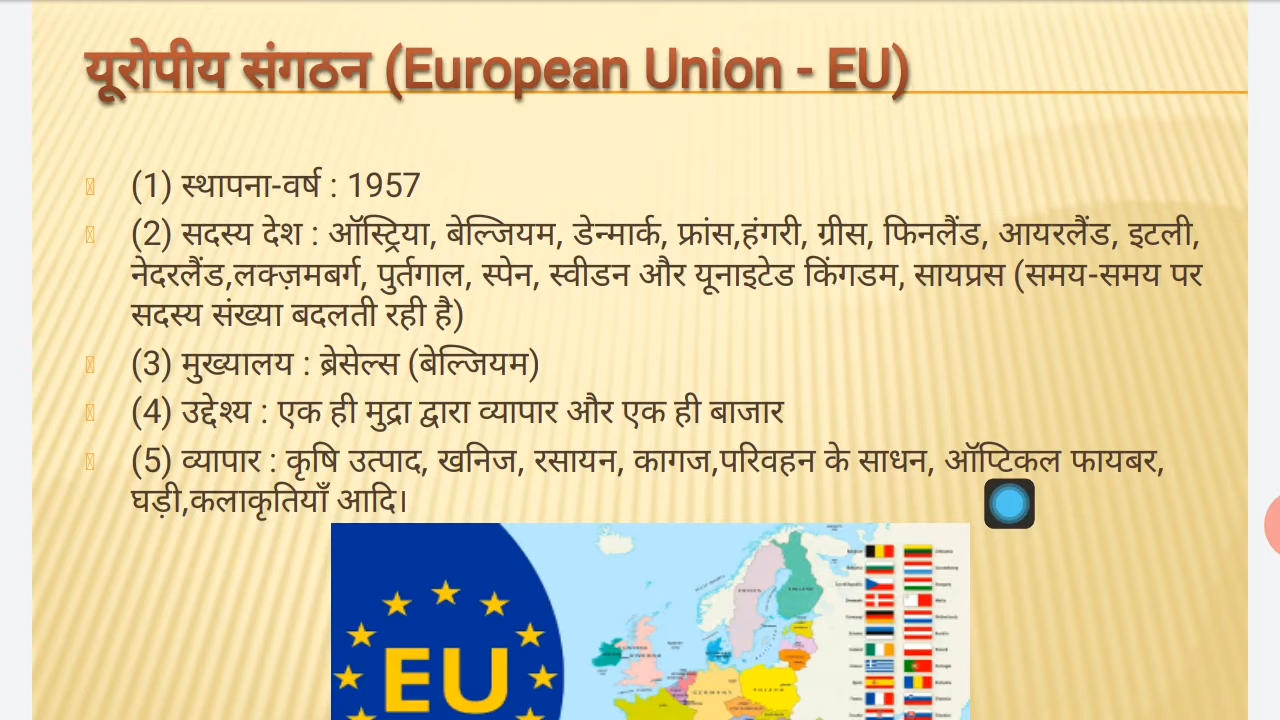 यूरोपीय संगठन (European Union - EU)
(1) स्थापना-वर्ष : 1957
(2) सदस्य देश : ऑस्ट्रिया, बेल्जियम, डेन्मार्क, फ्रांस,हंगरी, ग्रीस, फिनलैंड, आयरलैंड, इटली,
नेदरलैंड,लक्ज़मबर्ग, पुर्तगाल, स्पेन, स्वीडन और यूनाइटेड किंगडम, सायप्रस (समय-समय पर
सदस्य संख्या बदलती रही है)
(3) मुख्यालय : ब्रेसेल्स (बेल्जियम)
(4) उद्देश्य : एक ही मुद्रा द्वारा व्यापार और एक ही बाजार
(5) व्यापार : कृषि उत्पाद, खनिज, रसायन, कागज,परिवहन के साधन, ऑप्टिकल फायबर,
घड़ी,कलाकृतियाँ आदि।
EU